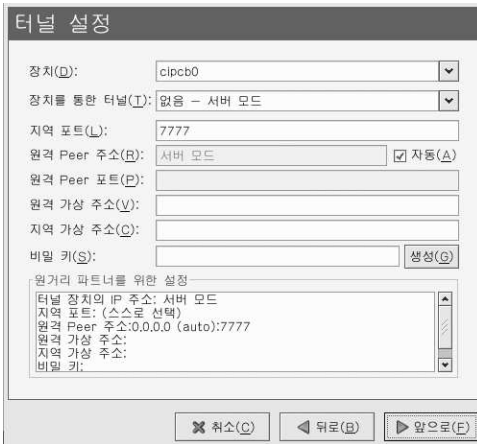 터널 설정
장치(D): cipcb0
장치를 통한 터널(T): 없음 - 서버 모드
지역 포트(L): 7777
원격 Peer 주소(R): 서버 모드 자동(A)
원격 Peer 포트(P):
원격 가상 주소(V):
지역 가상 주소(C):
비밀 키(S): 생성(G)
원거리 파트너를 위한 설정
터널 장치의 IP 주소: 서버 모드
지역 포트: (스스로 선택)
원격 Peer 주소:0.0.0.0 (auto):7777
원격 가상 주소:
지역 가상 주소:
비밀 키:
취소(C) 뒤로(B) 앞으로(F)